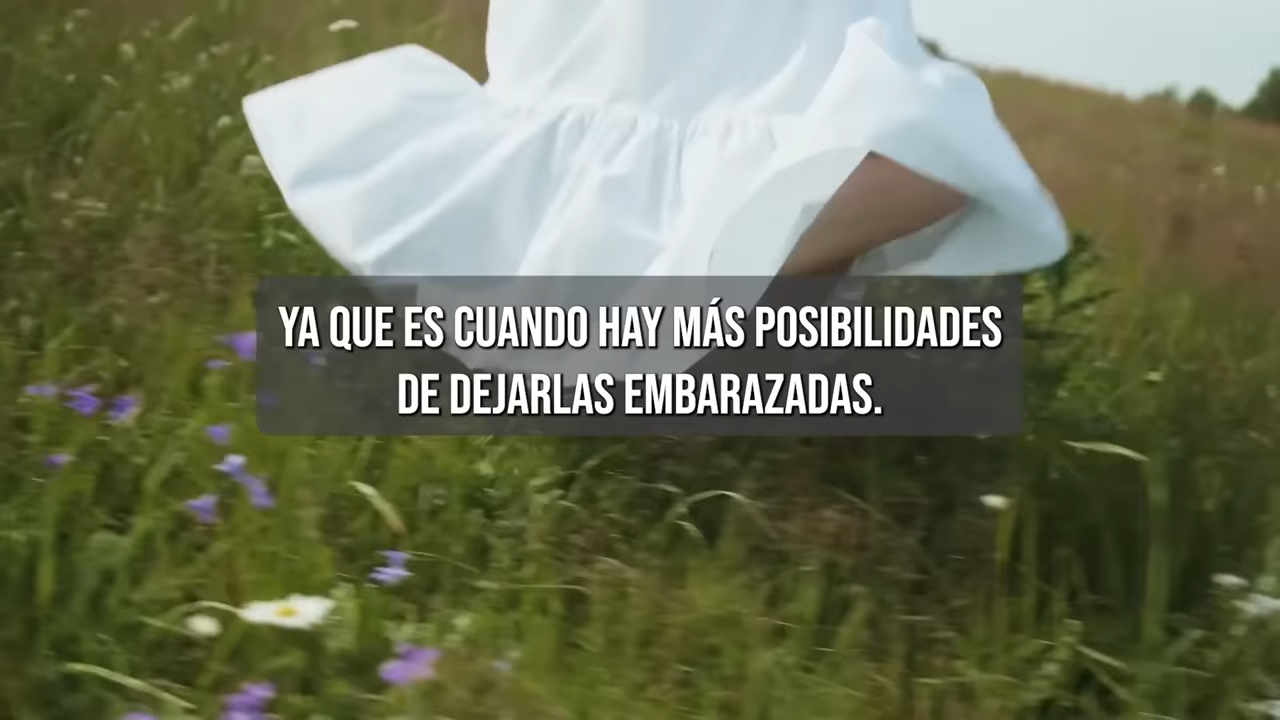 YA QUE ES CUANDO HAY MÁS POSIBILIDADES
DE DEJARLAS EMBARAZADAS.